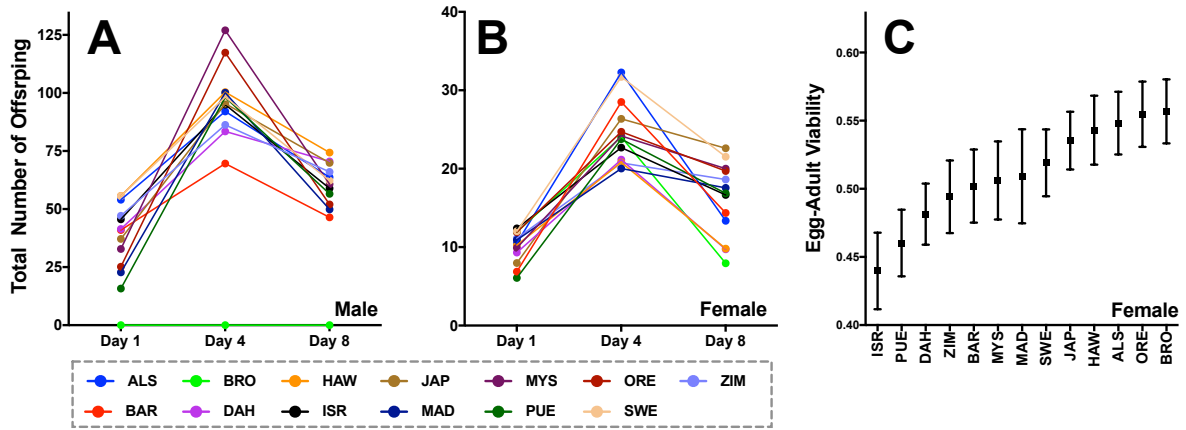 A
Total Number of Offsrping
125
100
75
50
25
0
Day 1 Day 4 Day 8
Male
B
40
30
20
10
0
Day 1 Day 4 Day 8
Female
C
Egg-Adult Viability
0.60
0.55
0.50
0.45
0.40
Female
ISR PUE DAH ZIM BAR MYS MAD SWE JAP HAW ALS ORE BRO
ALS BRO HAW JAP MYS ORE ZIM
BAR DAH ISR MAD PUE SWE